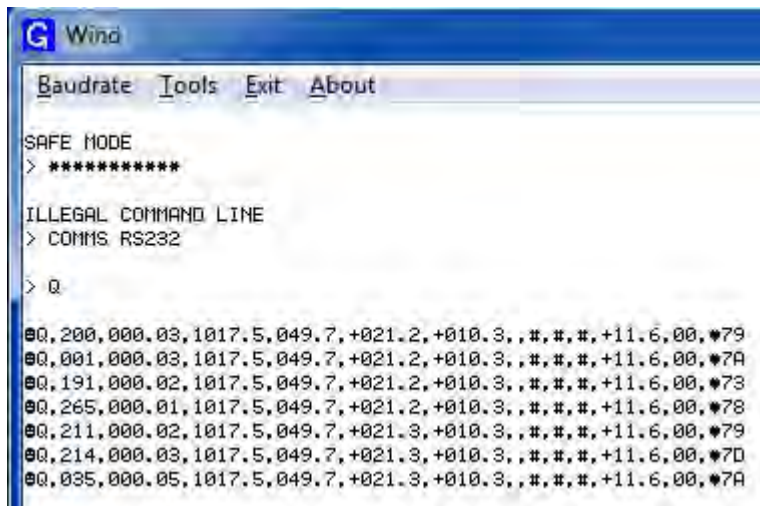 G Wind
Baudrate Tools Exit About
SAFE MODE
> ***********
ILLEGAL COMMAND LINE
> COMMS RS232
> Q
☻Q,200,000.03,1017.5,049.7,+021.2,+010.3,,#,#,#,+11.6,00,♥79
☻Q,001,000.03,1017.5,049.7,+021.2,+010.3,,#,#,#,+11.6,00,♥7A
☻Q,191,000.02,1017.5,049.7,+021.2,+010.3,,#,#,#,+11.6,00,♥73
☻Q,265,000.01,1017.5,049.7,+021.2,+010.3,,#,#,#,+11.6,00,♥78
☻Q,211,000.02,1017.5,049.7,+021.3,+010.3,,#,#,#,+11.6,00,♥79
☻Q,214,000.03,1017.5,049.7,+021.3,+010.3,,#,#,#,+11.6,00,♥7D
☻Q,035,000.05,1017.5,049.7,+021.3,+010.3,,#,#,#,+11.6,00,♥7A